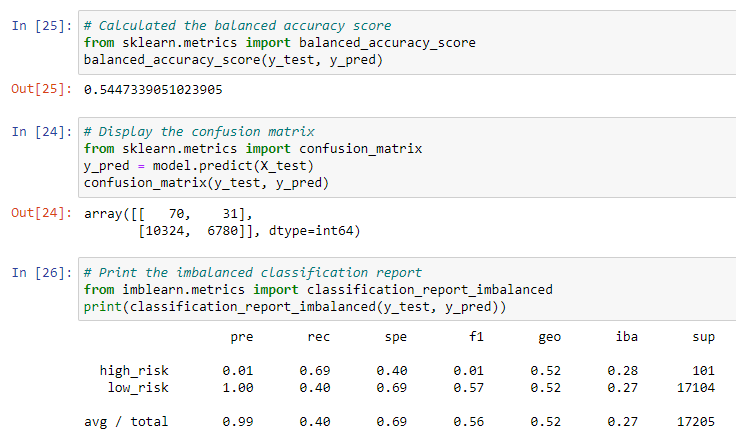 In [25]: # Calculated the balanced accuracy score
from sklearn.metrics import balanced_accuracy_score
balanced_accuracy_score(y_test, y_pred)
Out[25]: 0.5447339051023905
In [24]: # Display the confusion matrix
from sklearn.metrics import confusion_matrix
y_pred = model.predict(X_test)
confusion_matrix(y_test, y_pred)
Out[24]: array([[   70,    31],
       [10324,  6780]], dtype=int64)
In [26]: # Print the imbalanced classification report
from imblearn.metrics import classification_report_imbalanced
print(classification_report_imbalanced(y_test, y_pred))
pre rec spe f1 geo iba sup
high_risk 0.01 0.69 0.40 0.01 0.52 0.28 101
low_risk 1.00 0.40 0.69 0.57 0.52 0.27 17104
avg / total 0.99 0.40 0.69 0.56 0.52 0.27 17205